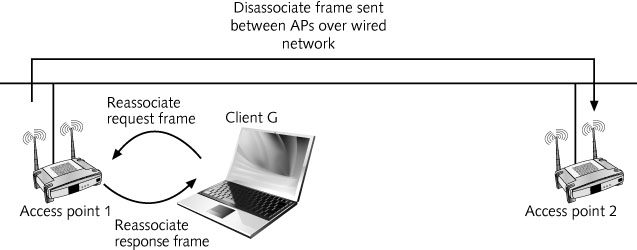 Disassociate frame sent
between APs over wired
network
Reassociate
request frame
Client G
Access point 1
Access point 2
Reassociate
response frame